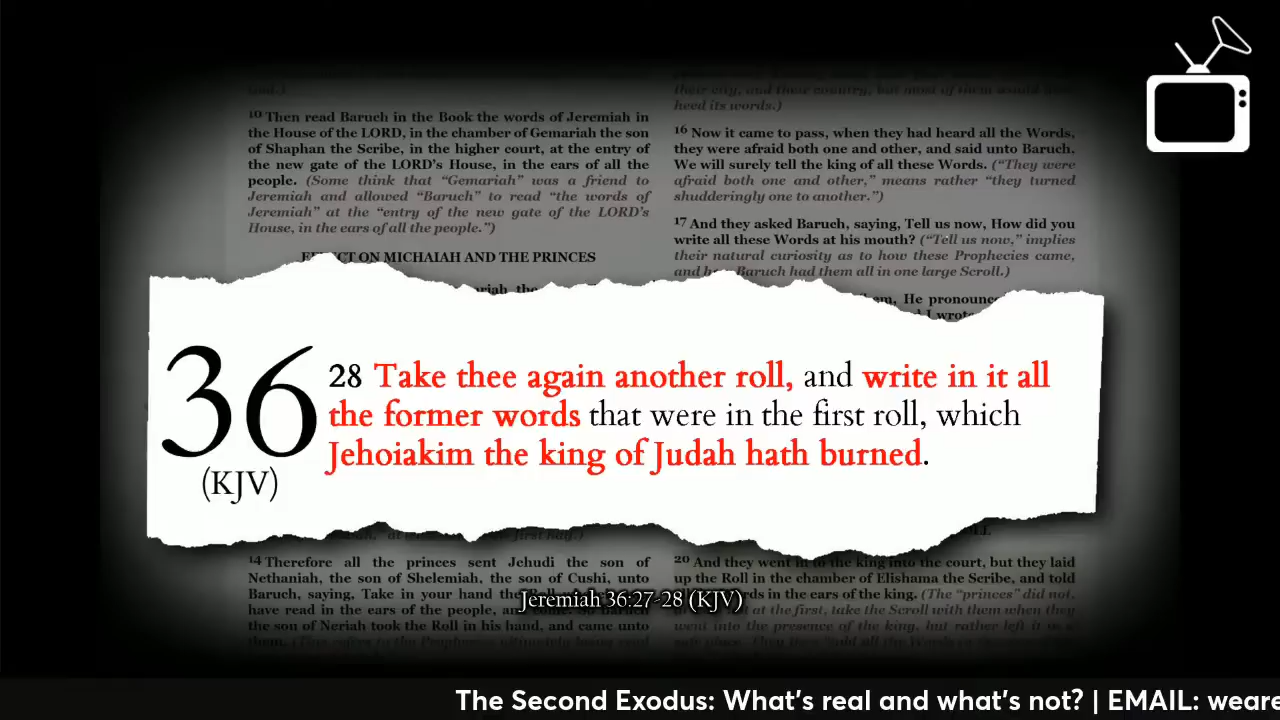 10 Then read Baruch in the Book the words of Jeremiah in
the House of the LORD, in the chamber of Gemariah the son
of Shaphan the Scribe, in the higher court, at the entry of
the new gate of the LORD's House, in the ears of all the
people. (Some think that “Gemariah” was a friend to
Jeremiah and allowed “Baruch” to read “the words of
Jeremiah” at the “entry of the new gate of the LORD's
House, in the ears of all the people.”)
ON MICHAIAH AND THE PRINCES
their city, and their country, but most of them would
heed its words.)
16 Now it came to pass, when they had heard all the Words,
they were afraid both one and other, and said unto Baruch,
We will surely tell the king of all these Words. (“They were
afraid both one and other,” means rather “they turned
shudderingly one to another.”)
17 And they asked Baruch, saying, Tell us now, How did you
write all these Words at his mouth? (“Tell us now,” implies
their natural curiosity as to how these Prophecies came,
and Baruch had them all in one large Scroll.)
He
I wrote
36
(KJV)
28 Take thee again another roll, and write in it all
the former words that were in the first roll, which
Jehoiakim the king of Judah hath burned.
14 Therefore all the princes sent Jehudi the son of
Nethaniah, the son of Shelemiah, the son of Cushi, unto
Baruch, saying, Take in your hand the
have read in the ears of the people,
the son of Neriah took the Roll in his hand, and came unto
20 And they went in to the king into the court, but they laid
up the Roll in the chamber of Elishama the Scribe, and told
in the ears of the king. (The “princes” did not,
at the first, take the Scroll with them when they
went into the presence of the king, but rather left it
Jeremiah 36:27-28 (KJV)
The Second Exodus: What's real and what's not? | EMAIL: weare